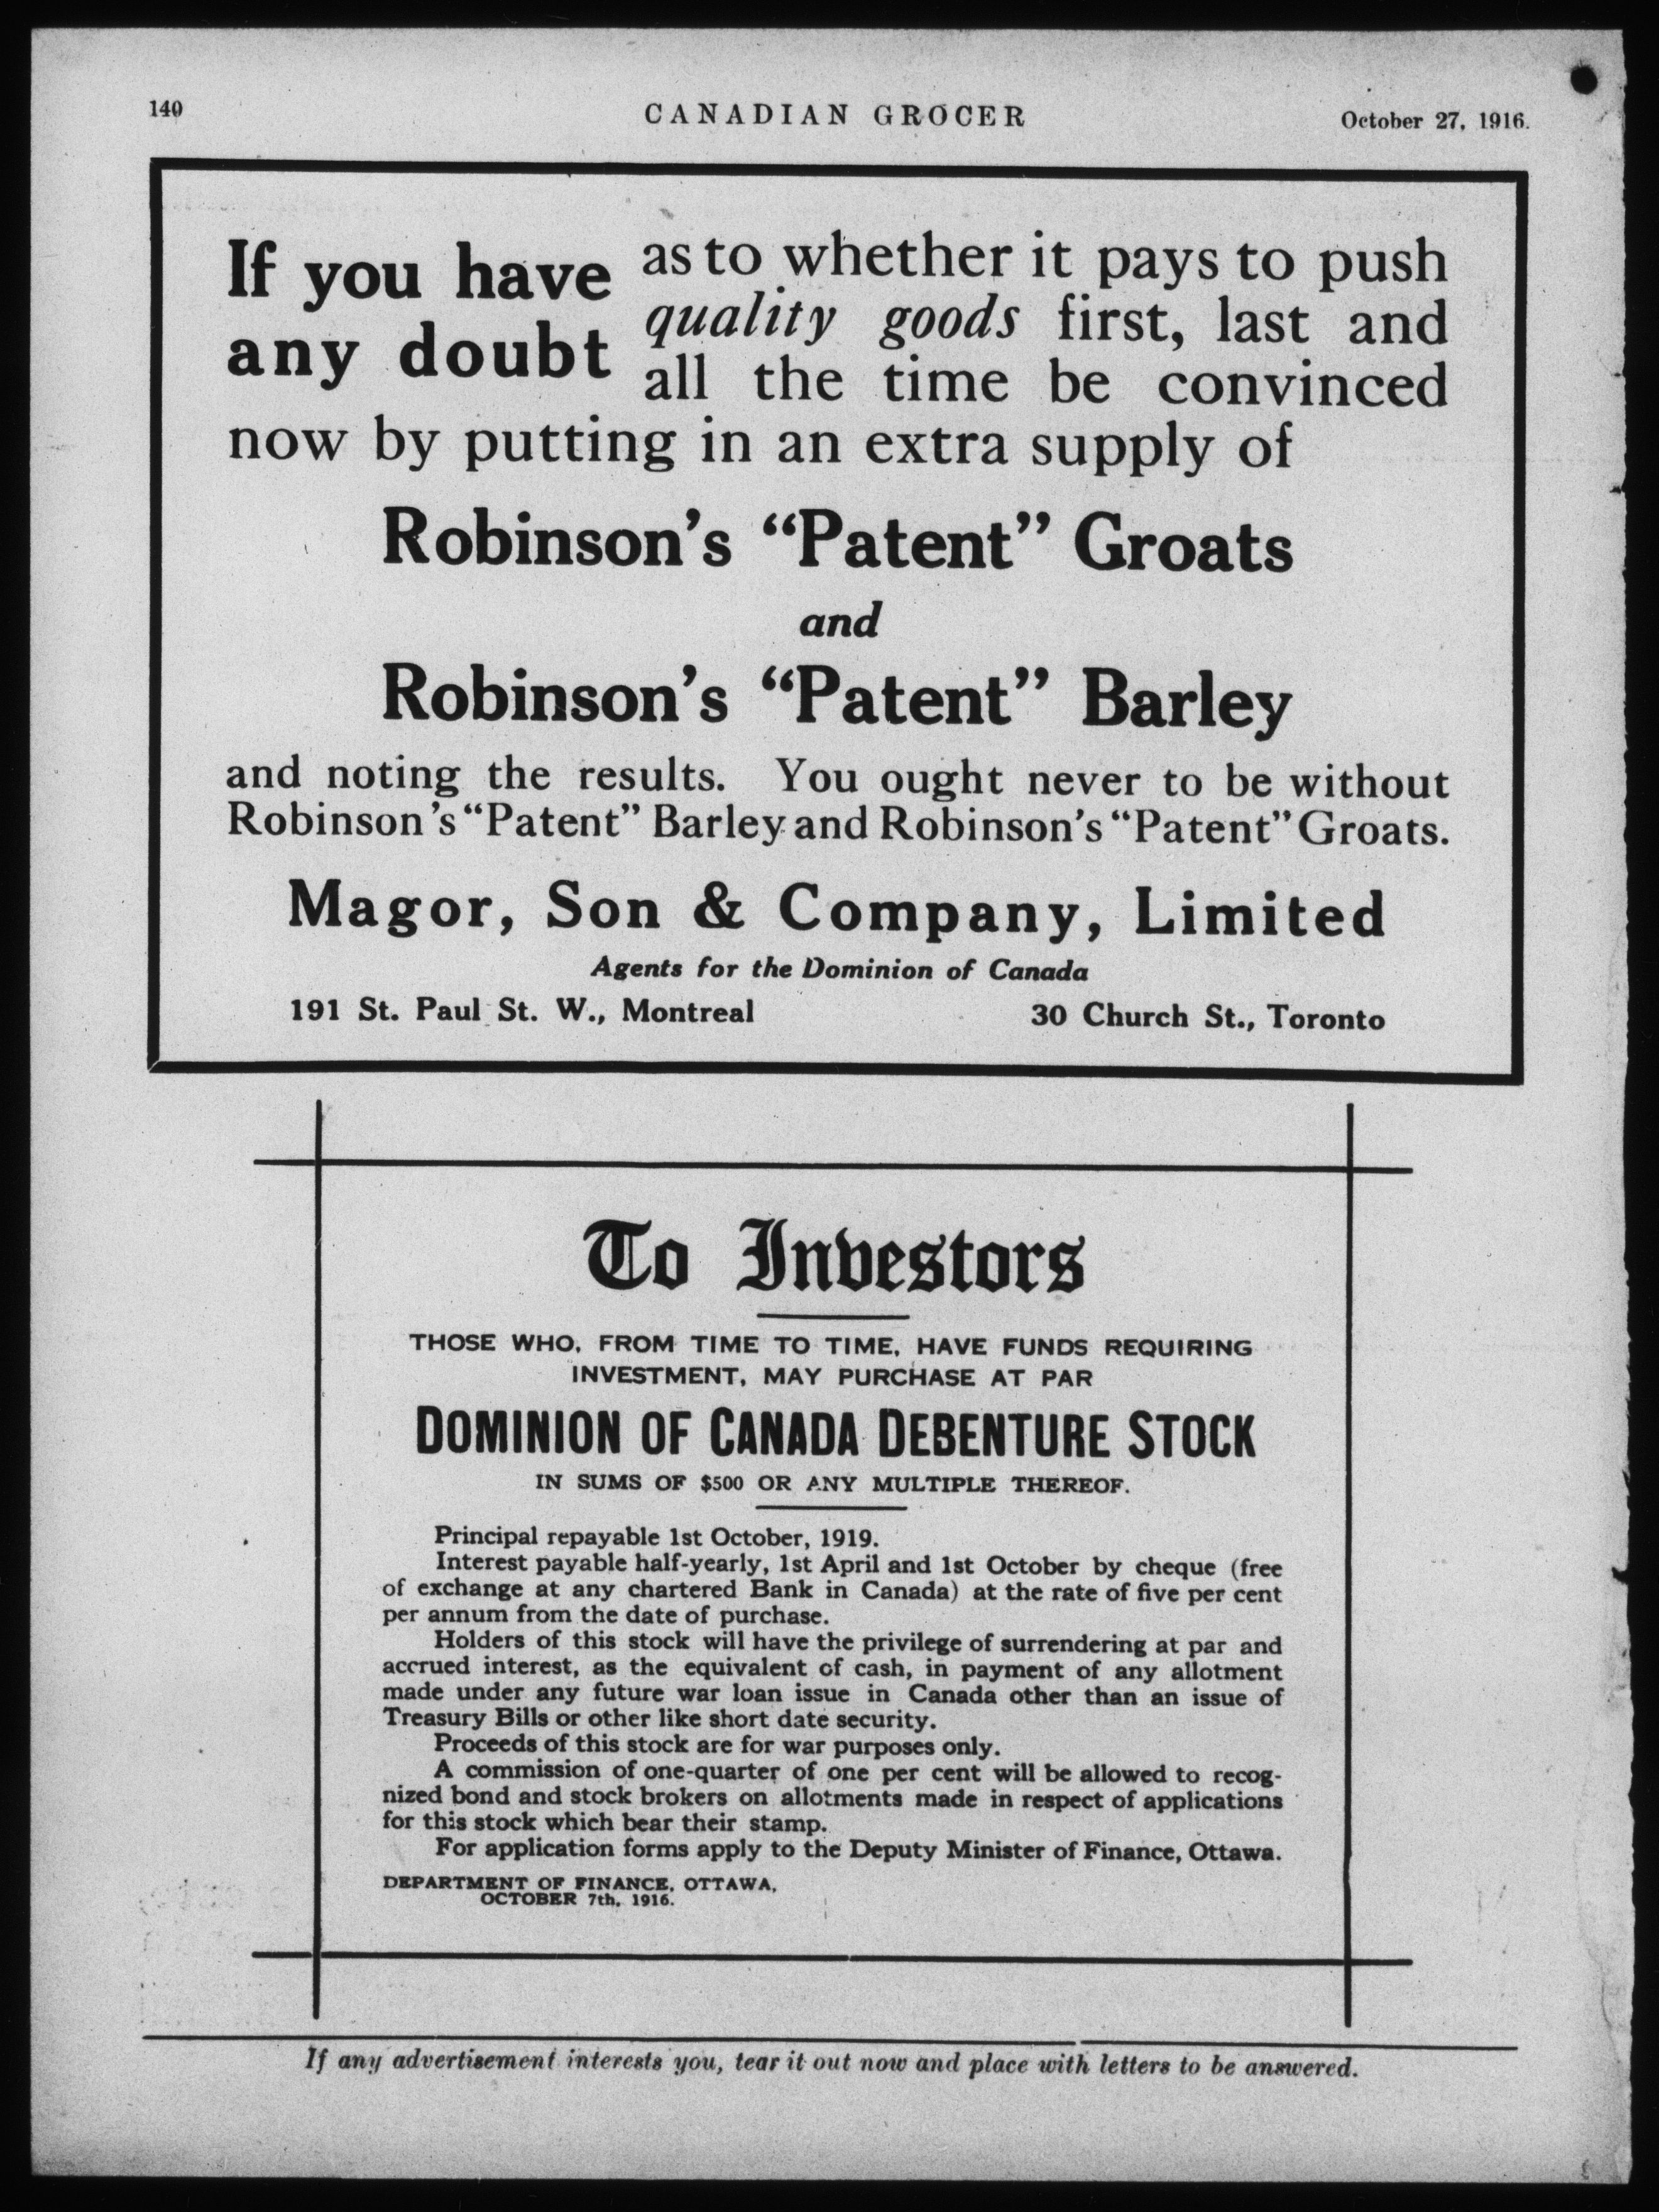 140
CANADIAN GROCER
October 27, 1916.
If you have
any doubt
as to whether it pays to push
quality goods first, last and
all the time be convinced
now by putting in an extra supply of
Robinson's "Patent" Groats
and
Robinson's "Patent" Barley
and noting the results. You ought never to be without
Robinson's "Patent" Barley and Robinson's "Patent" Groats.
Magor, Son & Company, Limited
Agents for the Dominion of Canada
191 St. Paul St. W., Montreal
30 Church St., Toronto
To Investors
THOSE WHO, FROM TIME TO TIME, HAVE FUNDS REQUIRING
INVESTMENT, MAY PURCHASE AT PAR
DOMINION OF CANADA DEBENTURE STOCK
IN SUMS OF $500 OR ANY MULTIPLE THEREOF.
Principal repayable 1st October, 1919.
Interest payable half-yearly, 1st April and 1st October by cheque (free
of exchange at any chartered Bank in Canada) at the rate of five per cent
per annum from the date of purchase.
Holders of this stock will have the privilege of surrendering at par and
accrued interest, as the equivalent of cash, in payment of any allotment
made under any future war loan issue in Canada other than an issue of
Treasury Bills or other like short date security.
Proceeds of this stock are for war purposes only.
A commission of one-quarter of one per cent will be allowed to recog-
nized bond and stock brokers on allotments made in respect of applications
for this stock which bear their stamp.
For application forms apply to the Deputy Minister of Finance, Ottawa.
DEPARTMENT OF FINANCE, OTTAWA,
OCTOBER 7th, 1916.
If any advertisement interests you, tear it out now and place with letters to be answered.